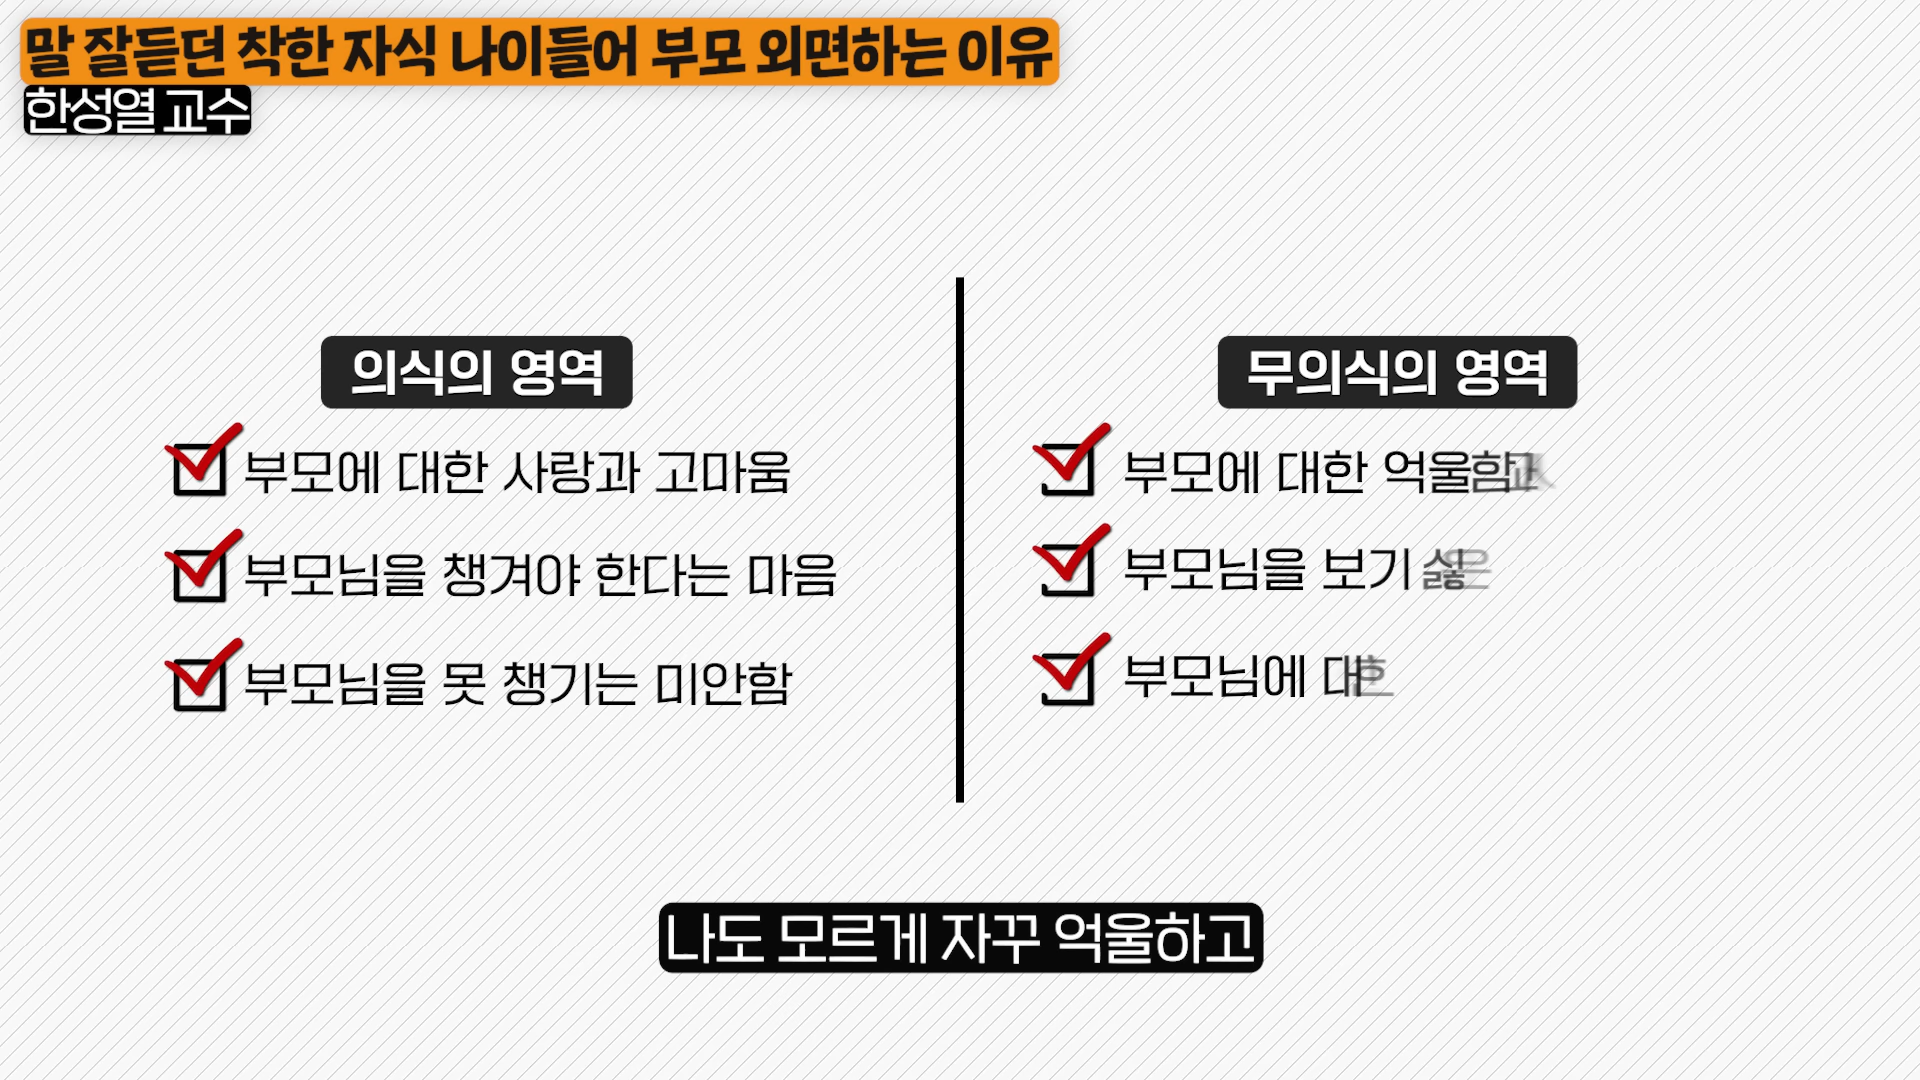 말 잘듣던 착한 자식 나이들어 부모 외면하는 이유
한성열 교수
의식의 영역
부모에 대한 사랑과 고마움
부모님을 챙겨야 한다는 마음
부모님을 못 챙기는 미안함
무의식의 영역
부모에 대한
부모님을 보기
부모님에
나도 모르게 자꾸 억울하고